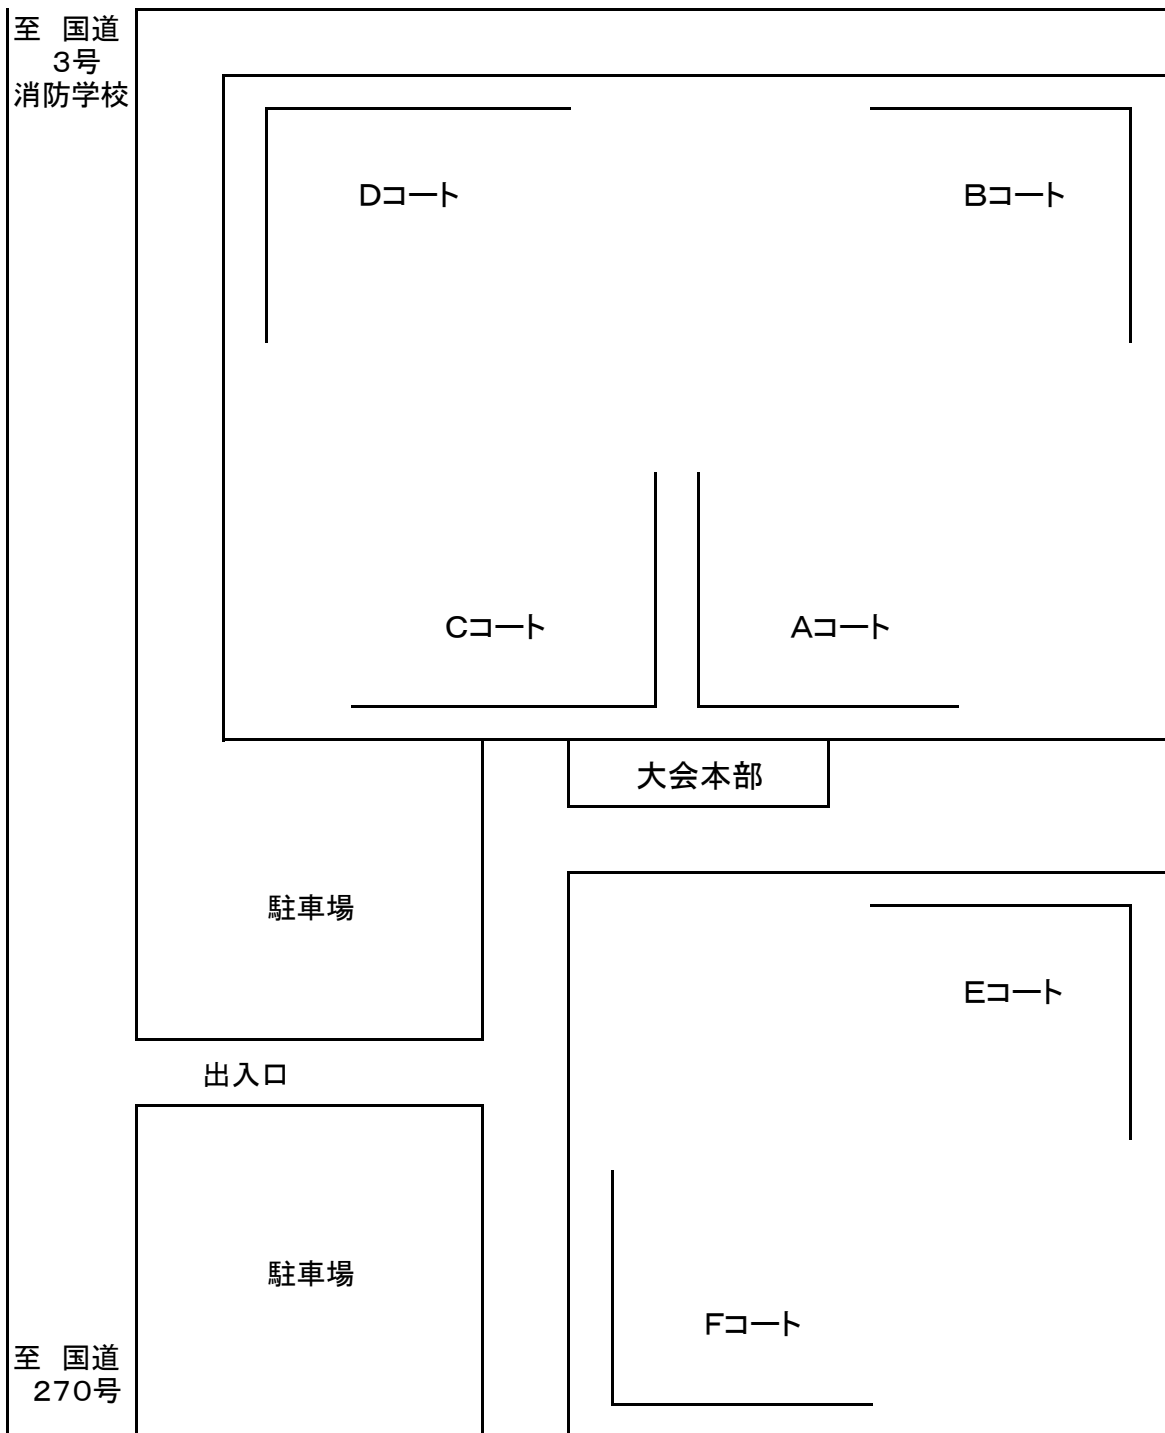 至　国道
3号
消防学校
Dコート
Bコート
Cコート
Aコート
大会本部
駐車場
Eコート
出入口
駐車場
Fコート
至　国道
270号